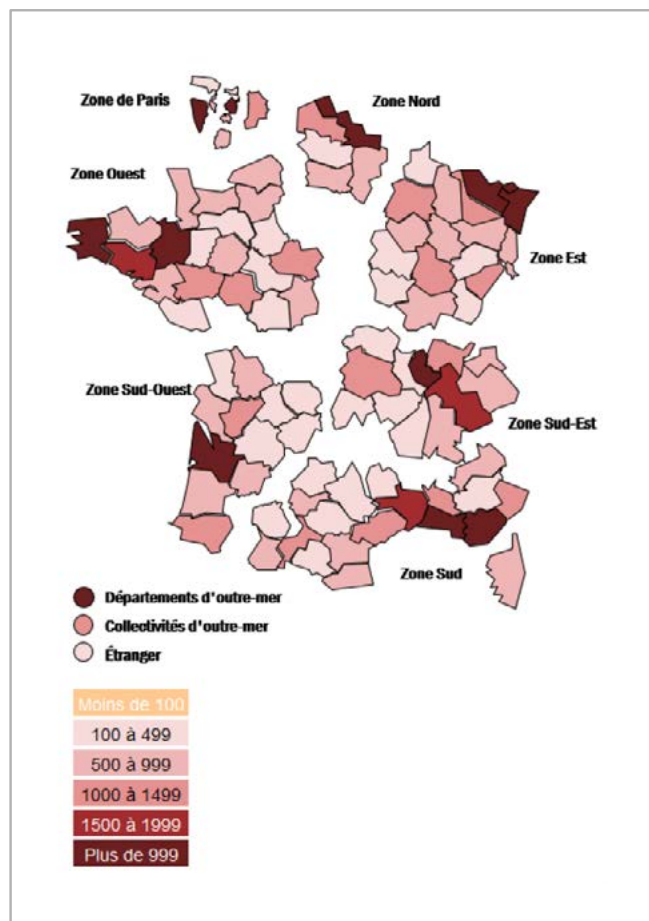 Zone de Paris
Zone Nord
Zone Ouest
Zone Est
Zone Sud-Ouest
Zone Sud-Est
Zone Sud
Départements d'outre-mer
Collectivités d'outre-mer
Étranger
Moins de 100
100 à 499
500 à 999
1000 à 1499
1500 à 1999
Plus de 999